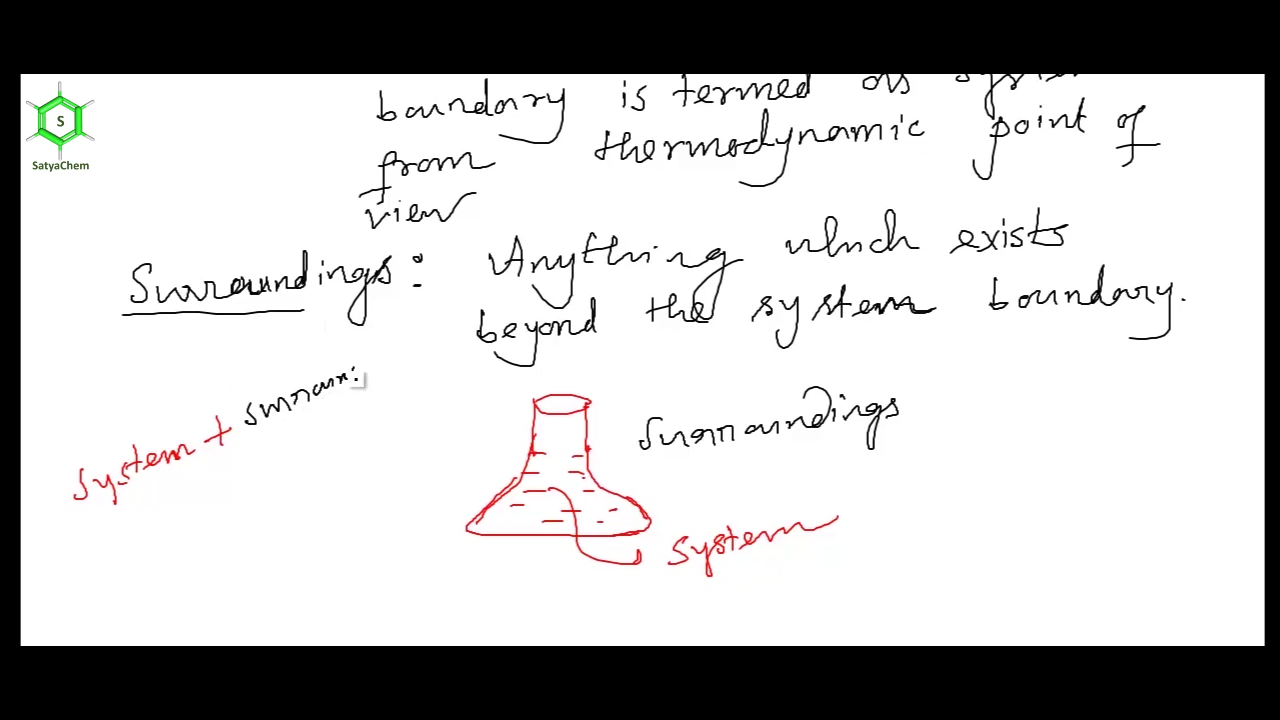 boundary is termed as
from thermodynamic point of
view
Surroundings: Anything which exists
beyond the system boundary.
System + surroun:
surroundings
system
S
SatyaChem